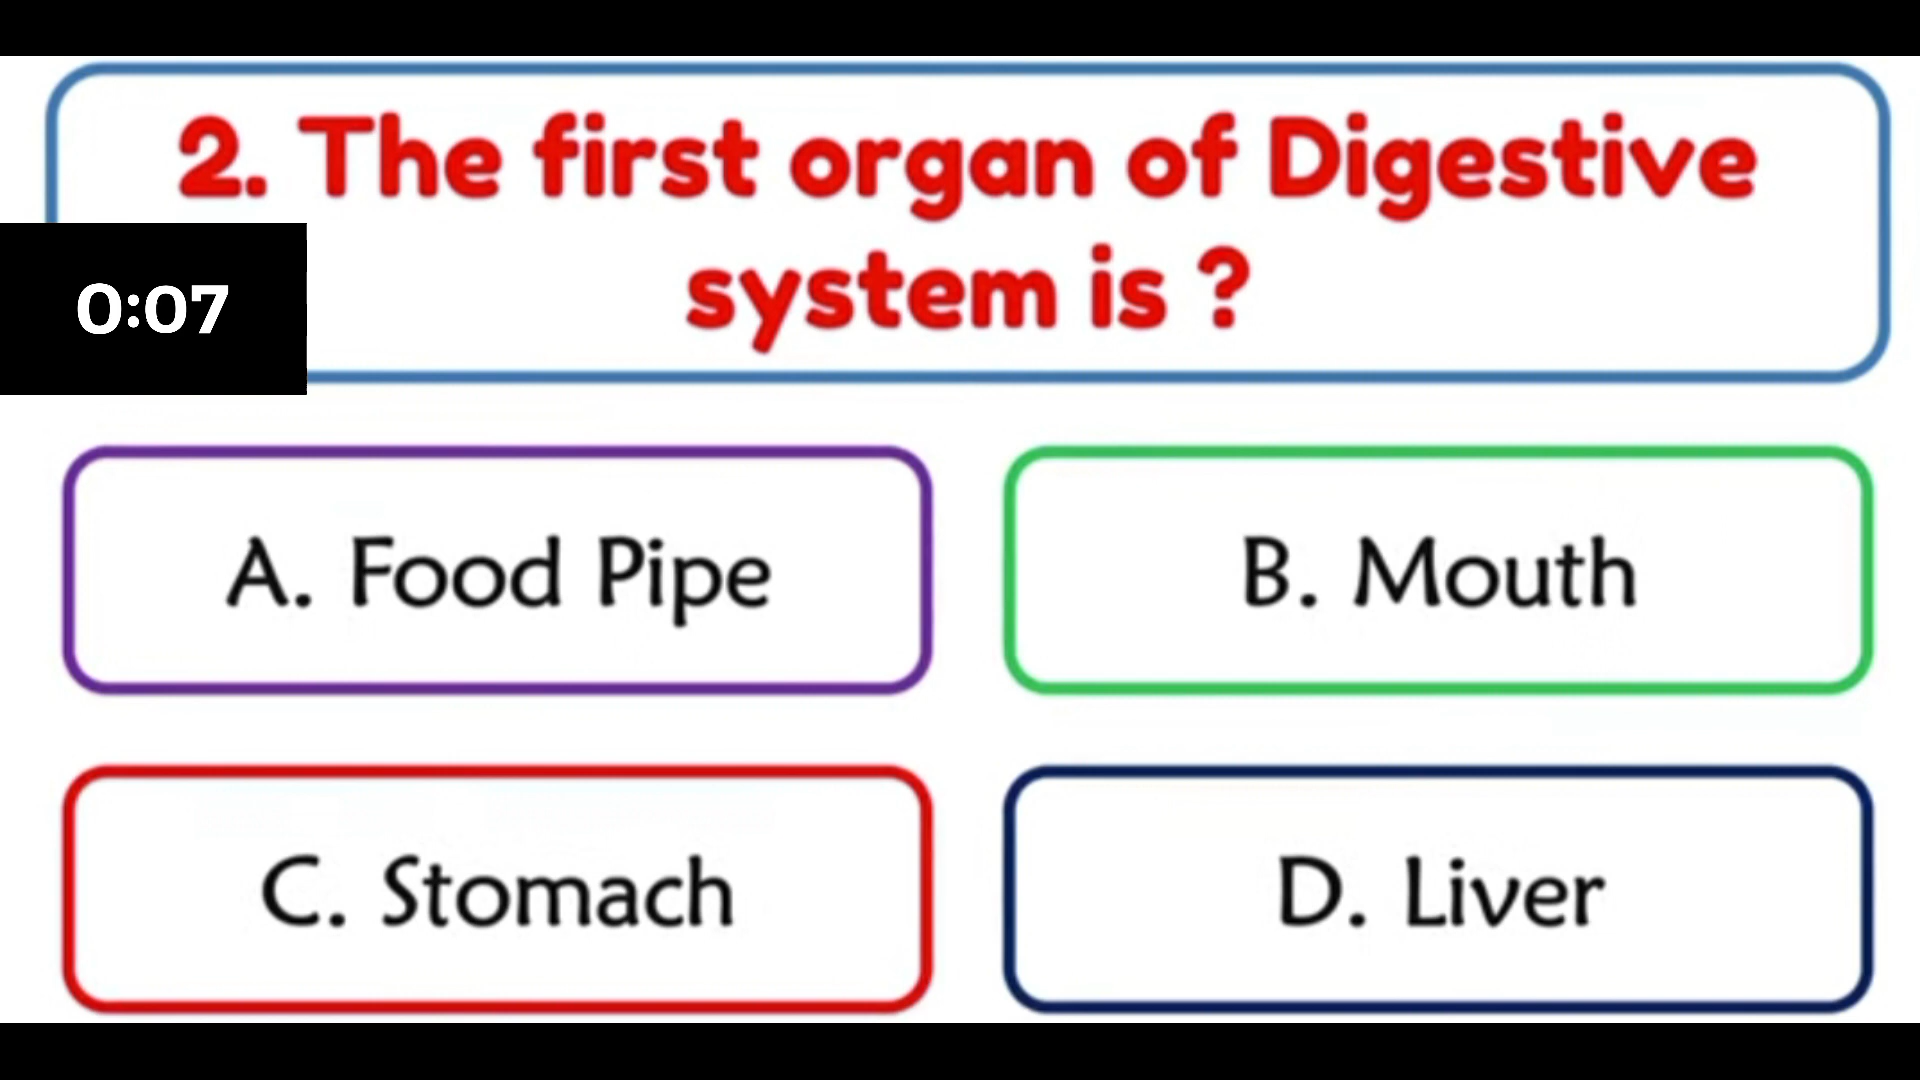 2. The first organ of Digestive
system is ?
0:07
A. Food Pipe
B. Mouth
C. Stomach
D. Liver